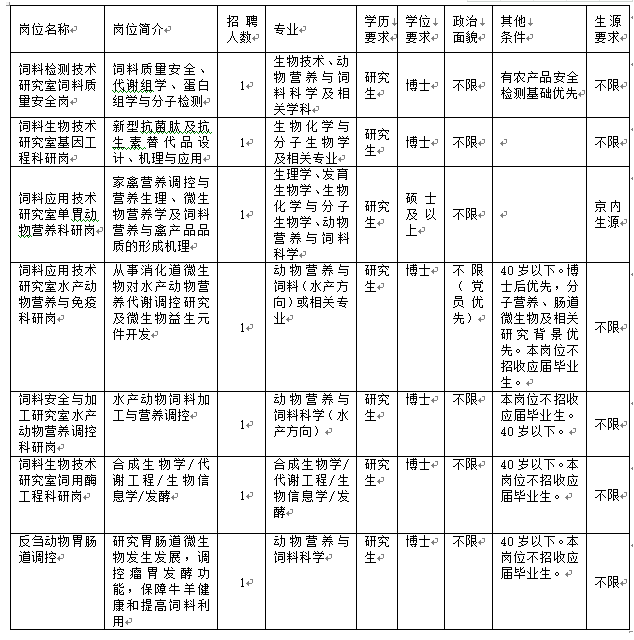 岗位名称
岗位简介
招聘
人数
专业
学历
要求
学位
要求
政治
面貌
其他
条件
生源
要求
饲料检测技术
研究室饲料质
量安全岗
饲料质量安全、
代谢组学、蛋白
组学与分子检测
1
生物技术、动
物营养与饲
料科学及相
关学科
研究
生
博士
不限
有农产品安全
检测基础优先
不限
饲料生物技术
研究室基因工
程科研岗
新型抗菌肽及抗
生素替代品设
计、机理与应用
1
生物化学与
分子生物学
及相关专业
研究
生
博士
不限
不限
饲料应用技术
研究室单胃动
物营养科研岗
家禽营养调控与
营养生理、微生
物营养学及饲料
营养与禽产品品
质的形成机理
1
生理学、发育
生物学、生物
化学与分子
生物学、动物
营养与饲料
科学
研究
生
硕士
及以
上
不限
京内
生源
饲料应用技术
研究室水产动
物营养与免疫
科研岗
从事消化道微生
物对水产动物营
养代谢调控研究
及微生物益生元
件开发
1
动物营养与
饲料(水产方
向)或相关专
业
研究
生
博士
不限
(党
员优
先)
40岁以下。博
士后优先，分
子营养、肠道
微生物及相关
研究背景优
先。本岗位不
招收应届毕业
生。
不限
饲料安全与加
工研究室水产
动物营养调控
科研岗
水产动物饲料加
工与营养调控
1
动物营养与
饲料科学(水
产方向)
研究
生
博士
不限
本岗位不招收
应届毕业生。
40岁以下。
不限
饲料生物技术
研究室饲用酶
工程科研岗
合成生物学/代
谢工程/生物信
息学/发酵
1
合成生物学/
代谢工程/生
物信息学/发
酵
研究
生
博士
不限
40岁以下。本
岗位不招收应
届毕业生。
不限
反刍动物胃肠
道调控
研究胃肠道微生
物发生发展，调
控瘤胃发酵功
能，保障牛羊健
康和提高饲料利
用
1
动物营养与
饲料科学
研究
生
博士
不限
40岁以下。本
岗位不招收应
届毕业生。
不限